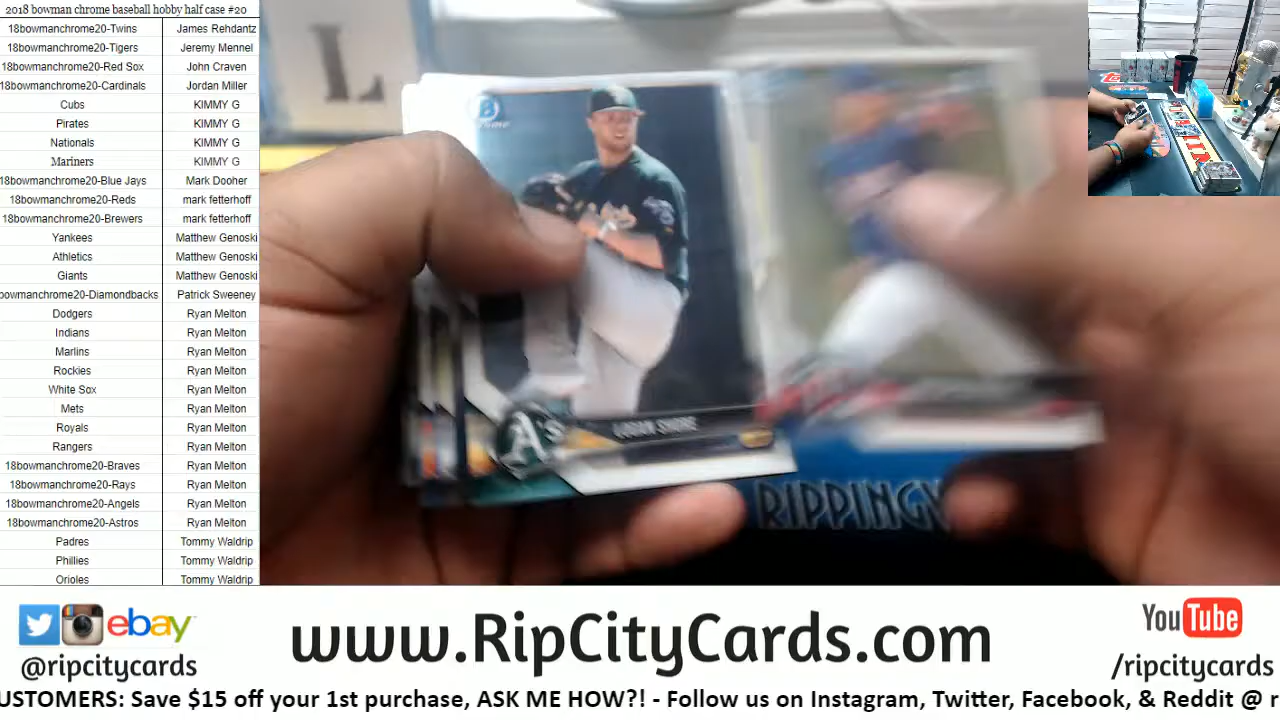 2018 bowman chrome baseball hobby half case #20
18bowmanchrome20-Twins James Rehdantz
18bowmanchrome20-Tigers Jeremy Mennel
18bowmanchrome20-Red Sox John Craven
18bowmanchrome20-Cardinals Jordan Miller
Cubs KIMMY G
Pirates KIMMY G
Nationals KIMMY G
Mariners KIMMY G
18bowmanchrome20-Blue Jays Mark Dooher
18bowmanchrome20-Reds mark fetterhoff
18bowmanchrome20-Brewers mark fetterhoff
Yankees Matthew Genoski
Athletics Matthew Genoski
Giants Matthew Genoski
bowmanchrome20-Diamondbacks Patrick Sweeney
Dodgers Ryan Melton
Indians Ryan Melton
Marlins Ryan Melton
Rockies Ryan Melton
White Sox Ryan Melton
Mets Ryan Melton
Royals Ryan Melton
Rangers Ryan Melton
18bowmanchrome20-Braves Ryan Melton
18bowmanchrome20-Rays Ryan Melton
18bowmanchrome20-Angels Ryan Melton
18bowmanchrome20-Astros Ryan Melton
Padres Tommy Waldrip
Phillies Tommy Waldrip
Orioles Tommy Waldrip
L
B
A's
LOGAN SHORE
RIPPING
ebay
@ripcitycards
www.RipCityCards.com
YouTube
/ripcitycards
USTOMERS: Save $15 off your 1st purchase, ASK ME HOW?! - Follow us on Instagram, Twitter, Facebook, & Reddit @ r